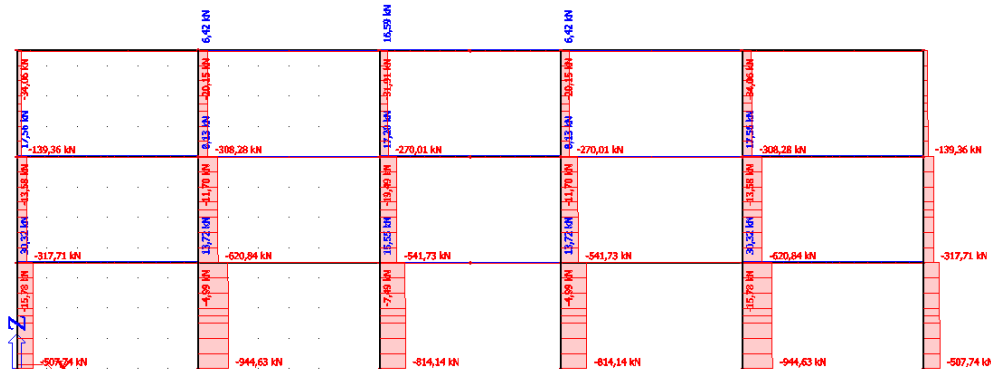 6,42 kN
16,59 kN
6,42 kN
-34,06 kN
-20,15 kN
-31,91 kN
-20,15 kN
-34,06 kN
17,56 kN
8,13 kN
17,20 kN
8,13 kN
17,56 kN
-139,36 kN
-308,28 kN
-270,01 kN
-270,01 kN
-308,28 kN
-139,36 kN
-13,58 kN
-11,70 kN
-19,49 kN
-11,70 kN
-13,58 kN
30,32 kN
13,72 kN
15,55 kN
13,72 kN
30,32 kN
-317,71 kN
-620,84 kN
-541,73 kN
-541,73 kN
-620,84 kN
-317,71 kN
-15,78 kN
-4,99 kN
-7,49 kN
-4,99 kN
-15,78 kN
Z
-507,74 kN
-944,63 kN
-814,14 kN
-814,14 kN
-944,63 kN
-507,74 kN